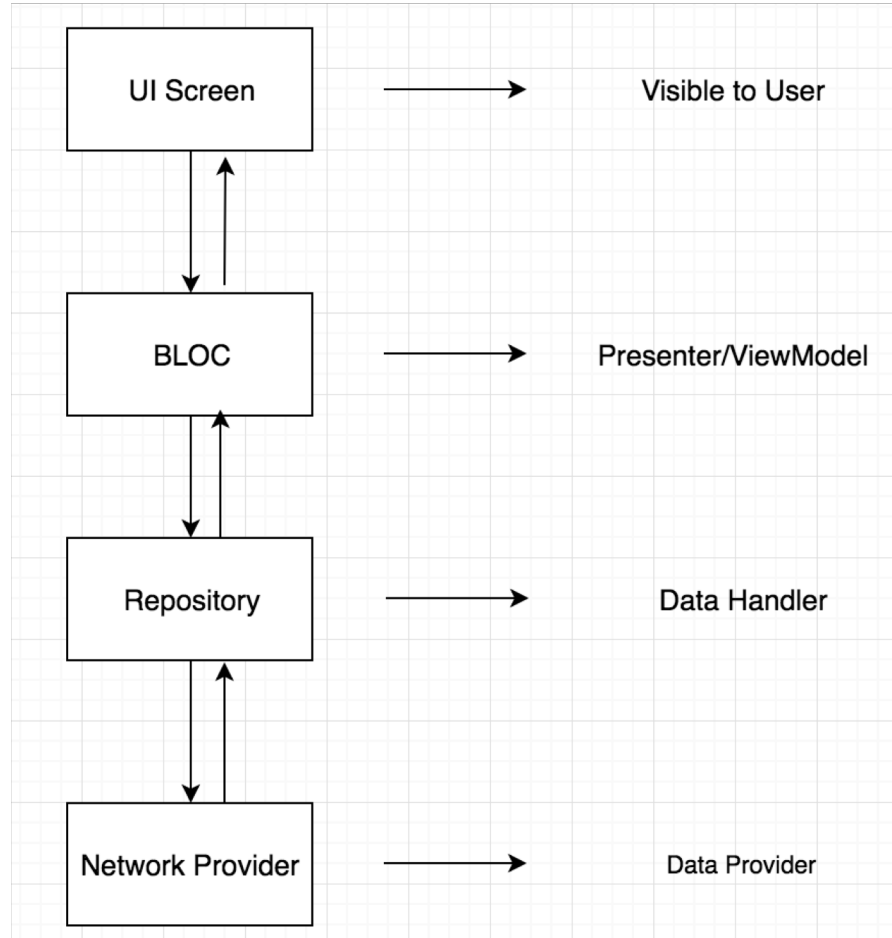 UI Screen
Visible to User
BLOC
Presenter/ViewModel
Repository
Data Handler
Network Provider
Data Provider